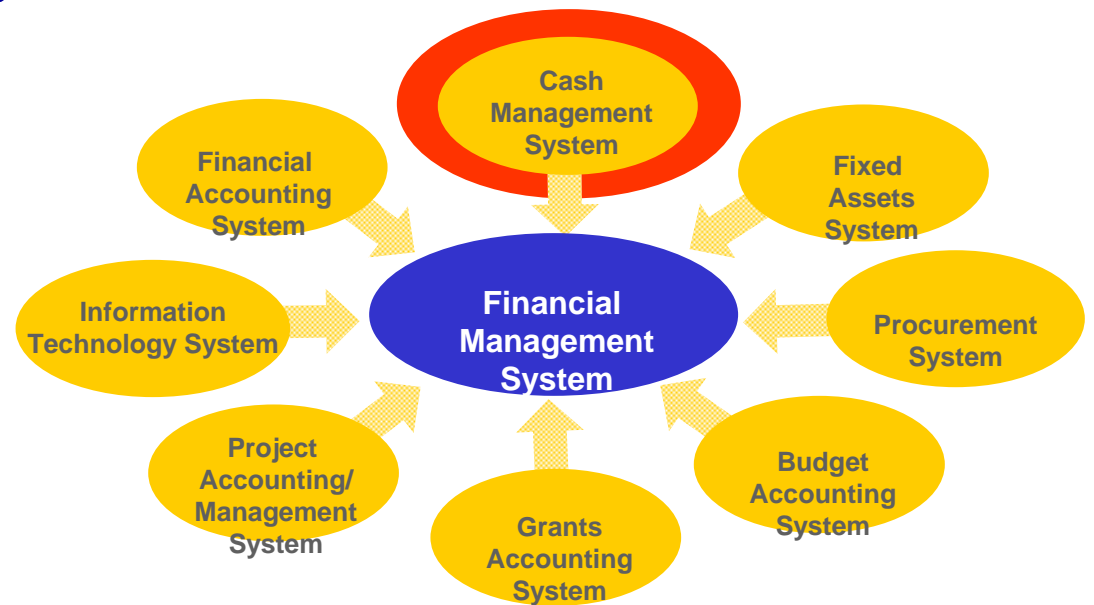 Cash
Management
System
Financial
Accounting
System
Fixed
Assets
System
Information
Technology System
Financial
Management
System
Procurement
System
Project
Accounting/
Management
System
Grants
Accounting
System
Budget
Accounting
System